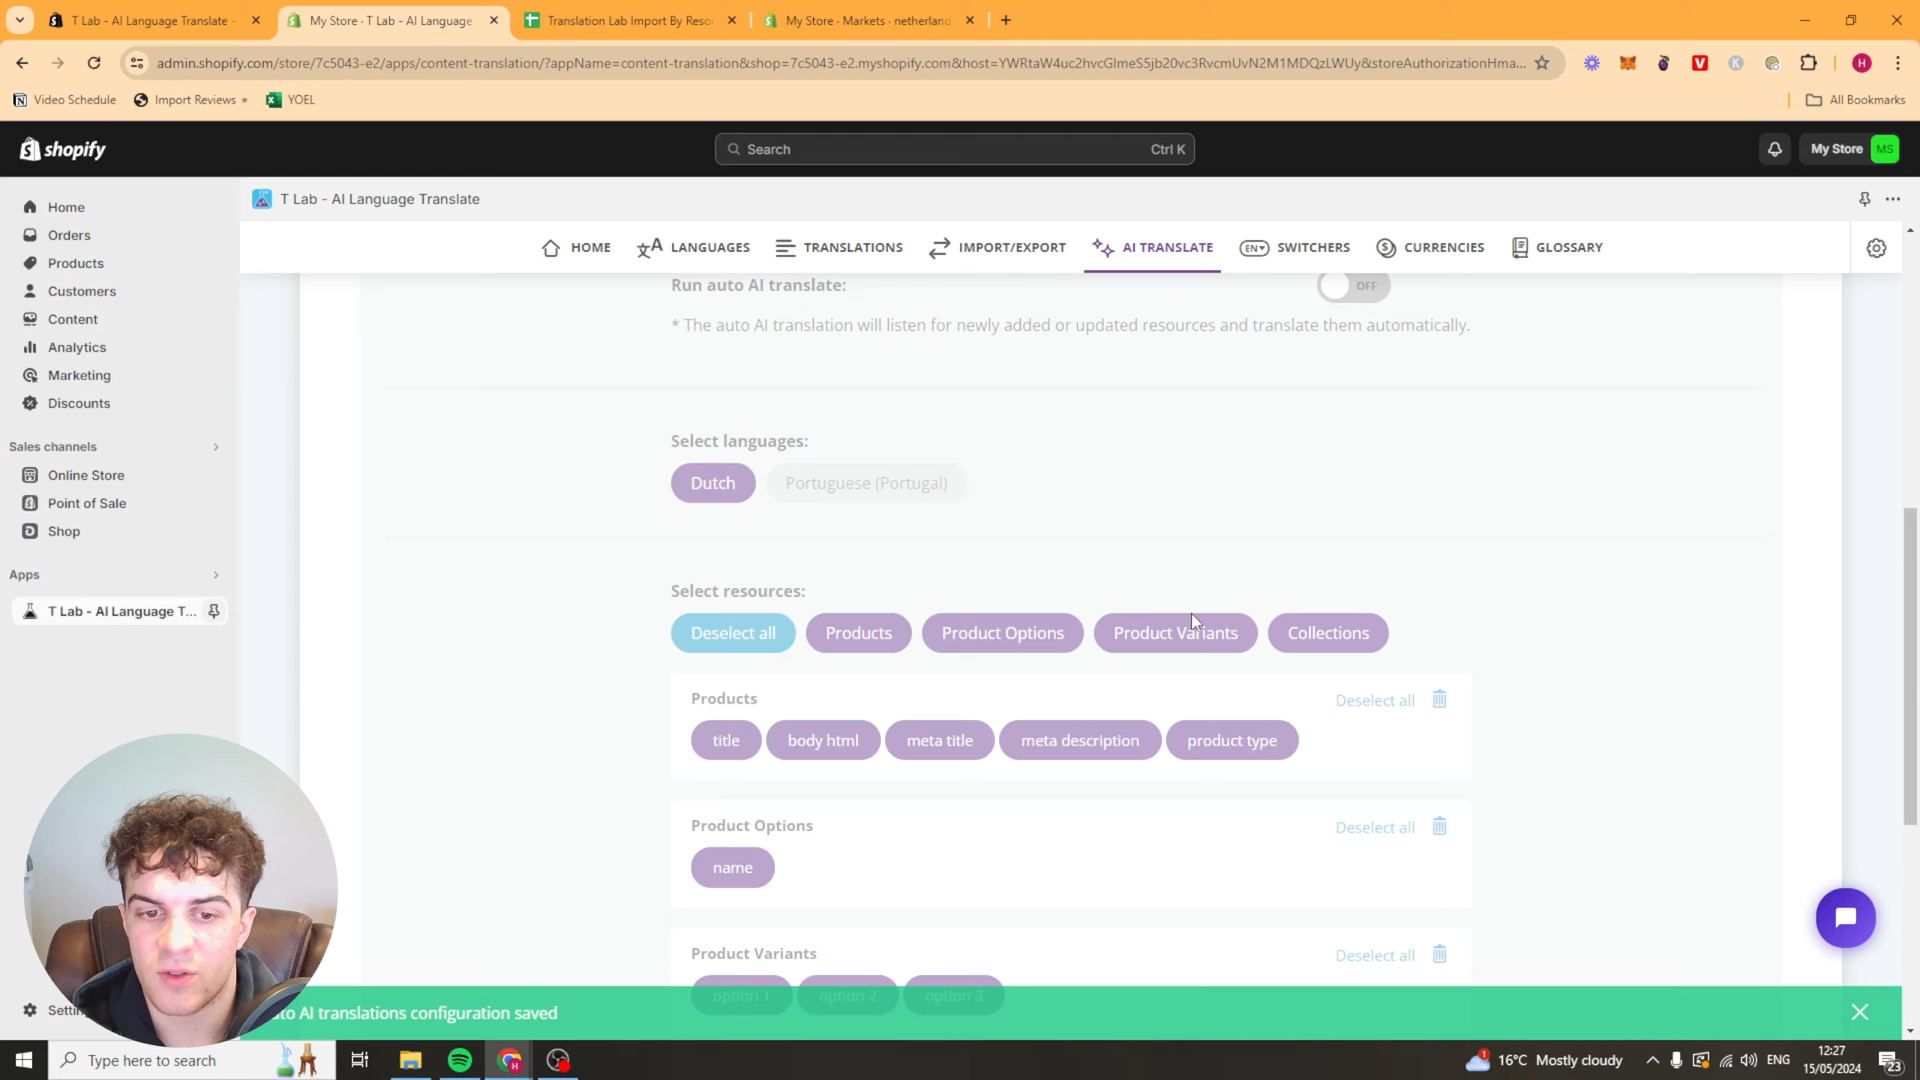 T Lab - AI Language Translate -
My Store · T Lab - AI Language
Translation Lab Import By Reso
My Store · Markets · netherland
admin.shopify.com/store/7c5043-e2/apps/content-translation/?appName=content-translation&shop=7c5043-e2.myshopify.com&host=YWRtaW4uc2hvcGlmeS5jb20vc3RvcmUvN2M1MDQzLWUy&storeAuthorizationHma...
Video Schedule
Import Reviews
YOEL
All Bookmarks
shopify
Search
Ctrl K
My Store
MS
Home
Orders
Products
Customers
Content
Analytics
Marketing
Discounts
Sales channels
Online Store
Point of Sale
Shop
Apps
T Lab - AI Language T...
T Lab - AI Language Translate
HOME
LANGUAGES
TRANSLATIONS
IMPORT/EXPORT
AI TRANSLATE
EN
SWITCHERS
CURRENCIES
GLOSSARY
Run auto AI translate:
OFF
* The auto AI translation will listen for newly added or updated resources and translate them automatically.
Select languages:
Dutch
Portuguese (Portugal)
Select resources:
Deselect all
Products
Product Options
Product Variants
Collections
Products
Deselect all
title
body html
meta title
meta description
product type
Product Options
Deselect all
name
Product Variants
Deselect all
option 1
option 2
option 3
AI translations configuration saved
Type here to search
16°C Mostly cloudy
ENG
12:27
15/05/2024
23